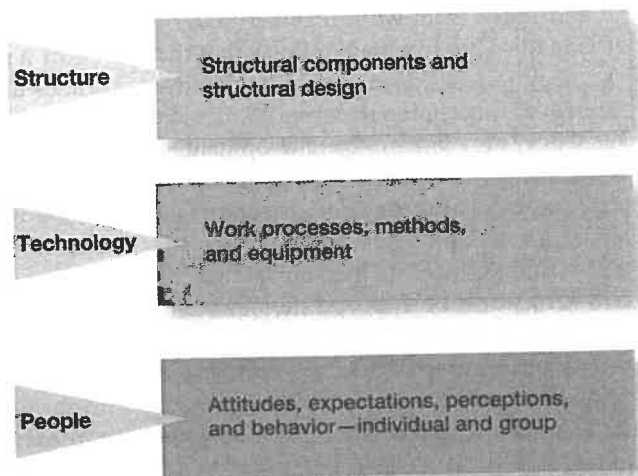 Structure
Structural components and
structural design
Technology
Work processes, methods,
and equipment
People
Attitudes, expectations, perceptions,
and behavior—individual and group